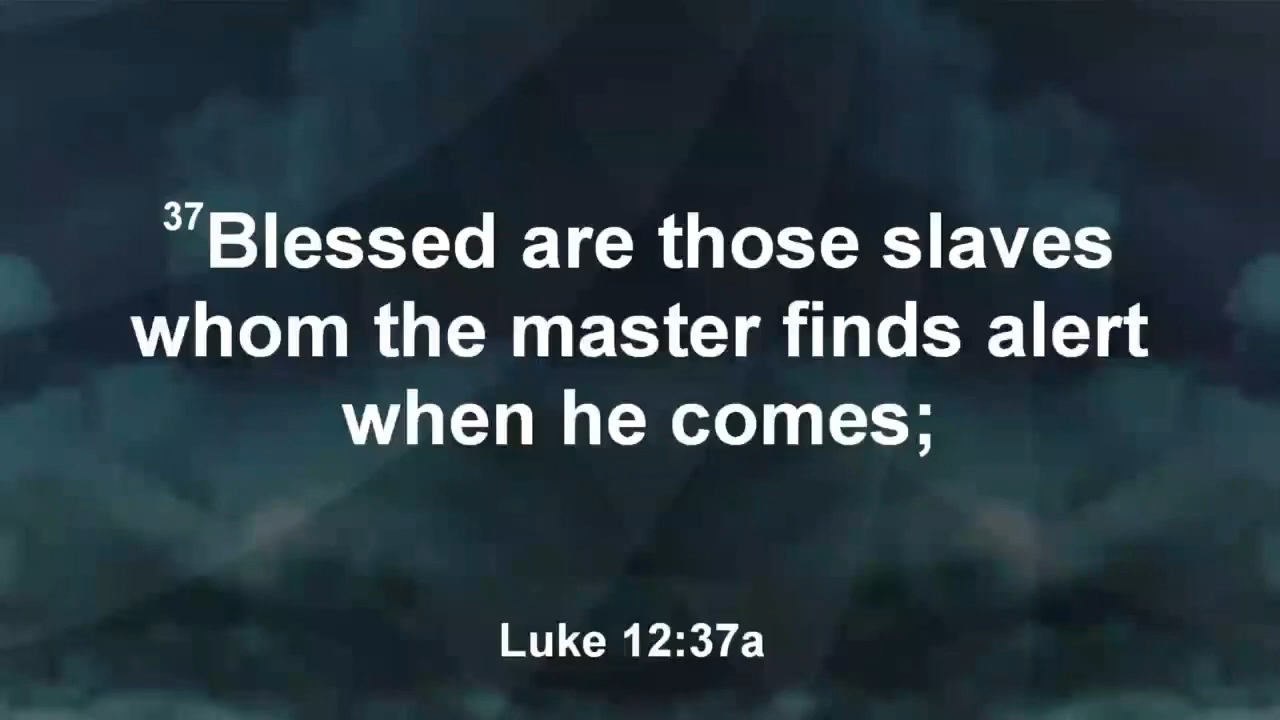 37Blessed are those slaves
whom the master finds alert
when he comes;
Luke 12:37a